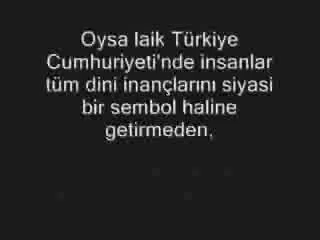 Oysa laik Türkiye
Cumhuriyeti'nde insanlar
tüm dini inançlarını siyasi
bir sembol haline
getirmeden,